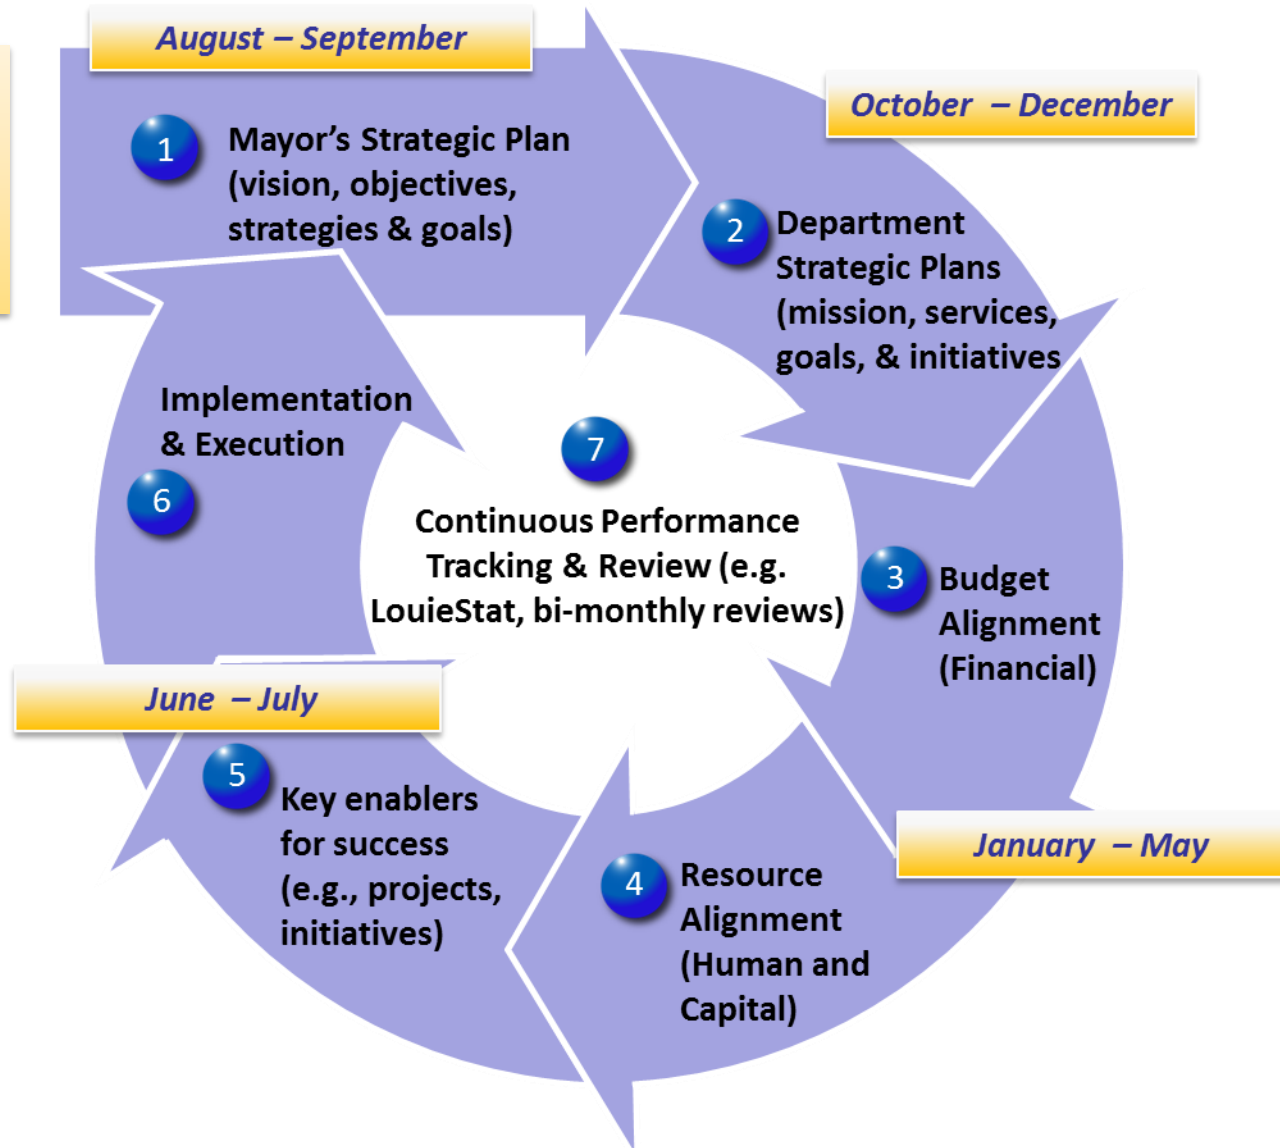 August – September
October – December
1
Mayor’s Strategic Plan
(vision, objectives,
strategies & goals)
2
Department
Strategic Plans
(mission, services,
goals, & initiatives
3
Budget
Alignment
(Financial)
January – May
4
Resource
Alignment
(Human and
Capital)
5
Key enablers
for success
(e.g., projects,
initiatives)
June – July
6
Implementation
& Execution
7
Continuous Performance
Tracking & Review (e.g.
LouieStat, bi-monthly reviews)